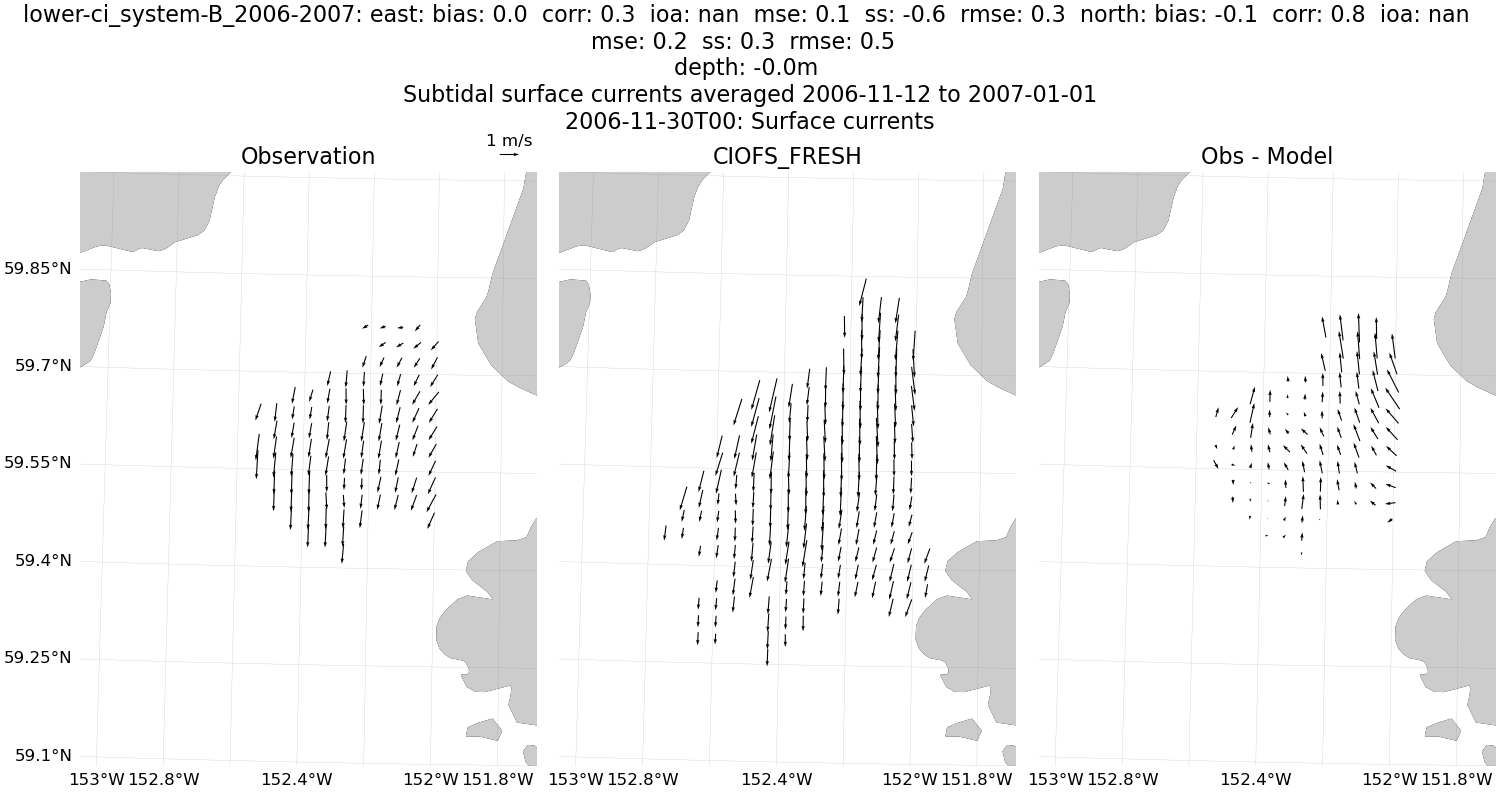 lower-ci_system-B_2006-2007: east: bias: 0.0  corr: 0.3  ioa: nan  mse: 0.1  ss: -0.6  rmse: 0.3  north: bias: -0.1  corr: 0.8  ioa: nan
mse: 0.2  ss: 0.3  rmse: 0.5
depth: -0.0m
Subtidal surface currents averaged 2006-11-12 to 2007-01-01
2006-11-30T00: Surface currents
1 m/s
Observation
CIOFS_FRESH
Obs - Model
59.85°N
59.7°N
59.55°N
59.4°N
59.25°N
59.1°N
153°W 152.8°W 152.4°W 152°W 151.8°W
153°W 152.8°W 152.4°W 152°W 151.8°W
153°W 152.8°W 152.4°W 152°W 151.8°W